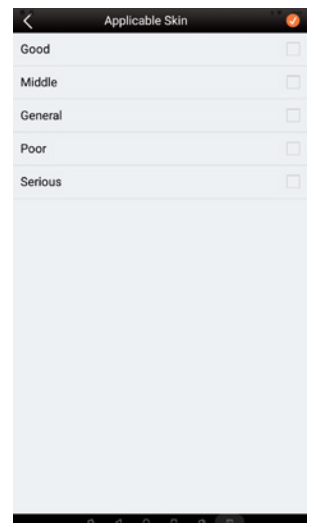 Applicable Skin
Good
Middle
General
Poor
Serious